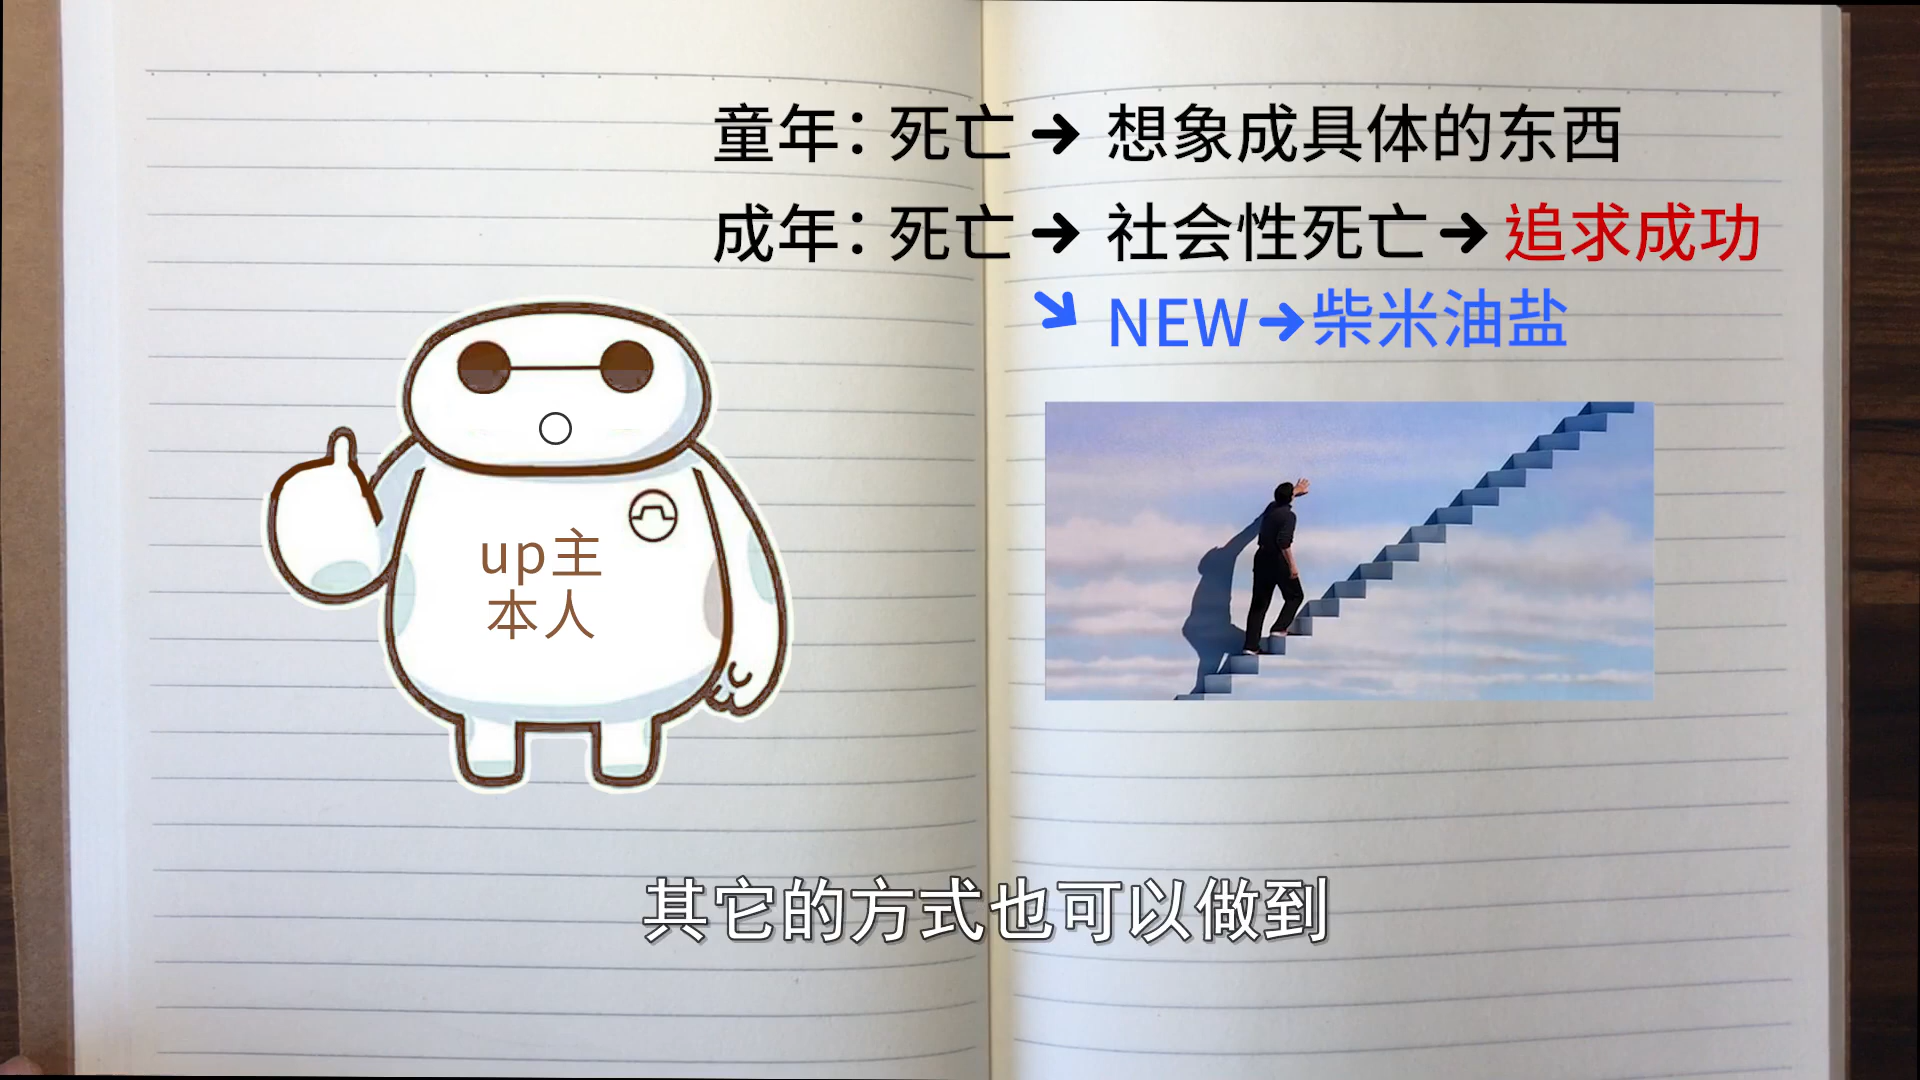 童年：死亡→ 想象成具体的东西
成年：死亡→ 社会性死亡→追求成功
↘ NEW→柴米油盐
up主
本人
其它的方式也可以做到